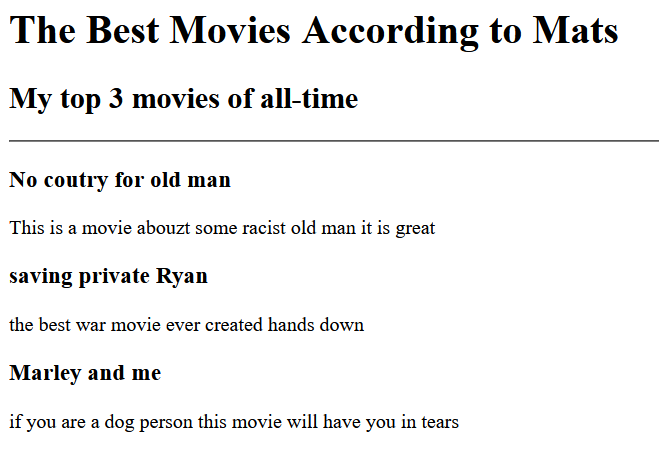 The Best Movies According to Mats
My top 3 movies of all-time
No coutry for old man
This is a movie abouzt some racist old man it is great
saving private Ryan
the best war movie ever created hands down
Marley and me
if you are a dog person this movie will have you in tears